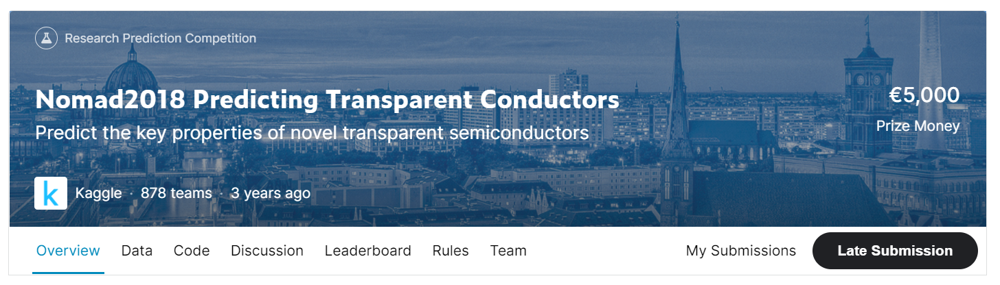 Research Prediction Competition
Nomad2018 Predicting Transparent Conductors
€5,000
Predict the key properties of novel transparent semiconductors
Prize Money
k
Kaggle · 878 teams · 3 years ago
Overview Data Code Discussion Leaderboard Rules Team My Submissions Late Submission